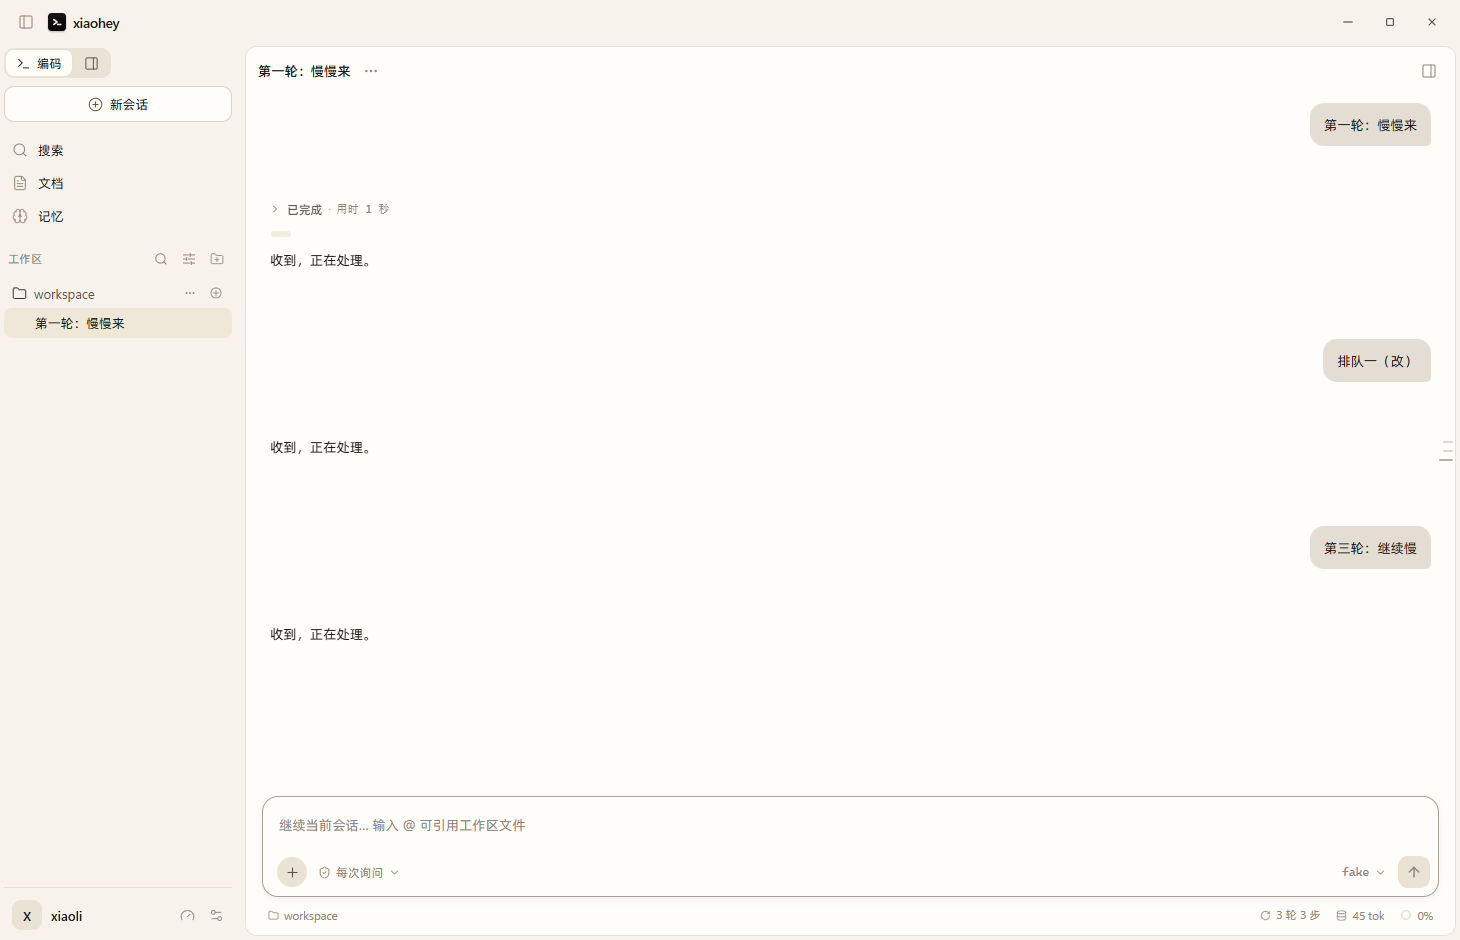 xiaohey
编码
新会话
搜索
文档
记忆
工作区
workspace
第一轮：慢慢来
X xiaoli
第一轮：慢慢来 ···
第一轮：慢慢来
已完成 · 用时 1 秒
收到，正在处理。
排队一（改）
收到，正在处理。
第三轮：继续慢
收到，正在处理。
继续当前会话... 输入 @ 可引用工作区文件
每次询问
fake
workspace
3 轮 3 步
45 tok
0%